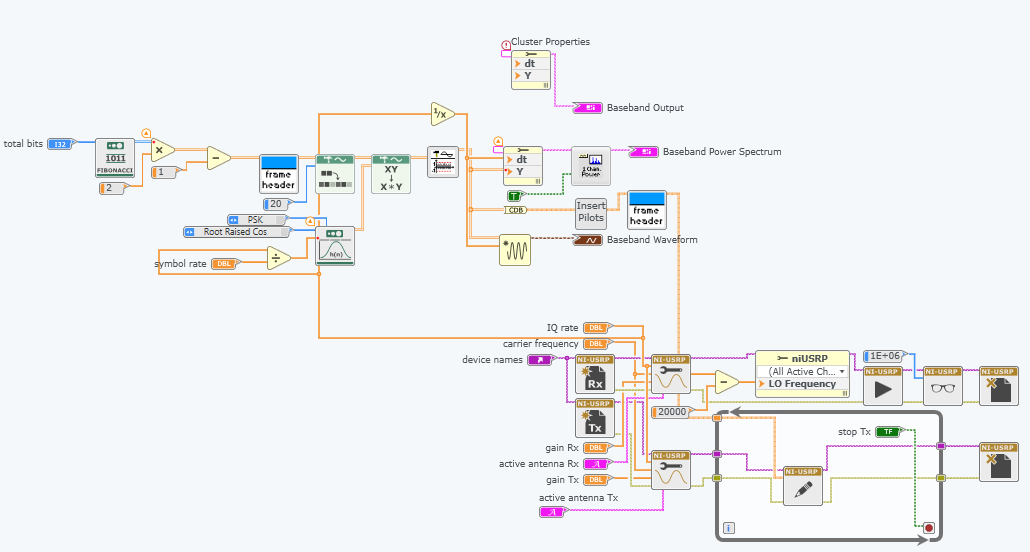 Cluster Properties
dt
Y
Baseband Output
1/x
total bits
I32
1011
FIBONACCI
×
2
1
−
frame
header
20
XY
X*Y
dt
Y
1 Chan.
Power
Baseband Power Spectrum
T
CDB
Insert
Pilots
frame
header
PSK
Root Raised Cos
h(n)
Baseband Waveform
symbol rate
DBL
÷
IQ rate
DBL
carrier frequency
DBL
device names
NI-USRP
Rx
NI-USRP
−
niUSRP
(All Active Ch...
LO Frequency
1E+06
NI-USRP
NI-USRP
NI-USRP
NI-USRP
Tx
20000
gain Rx
DBL
active antenna Rx
gain Tx
DBL
active antenna Tx
NI-USRP
NI-USRP
stop Tx
TF
NI-USRP
i